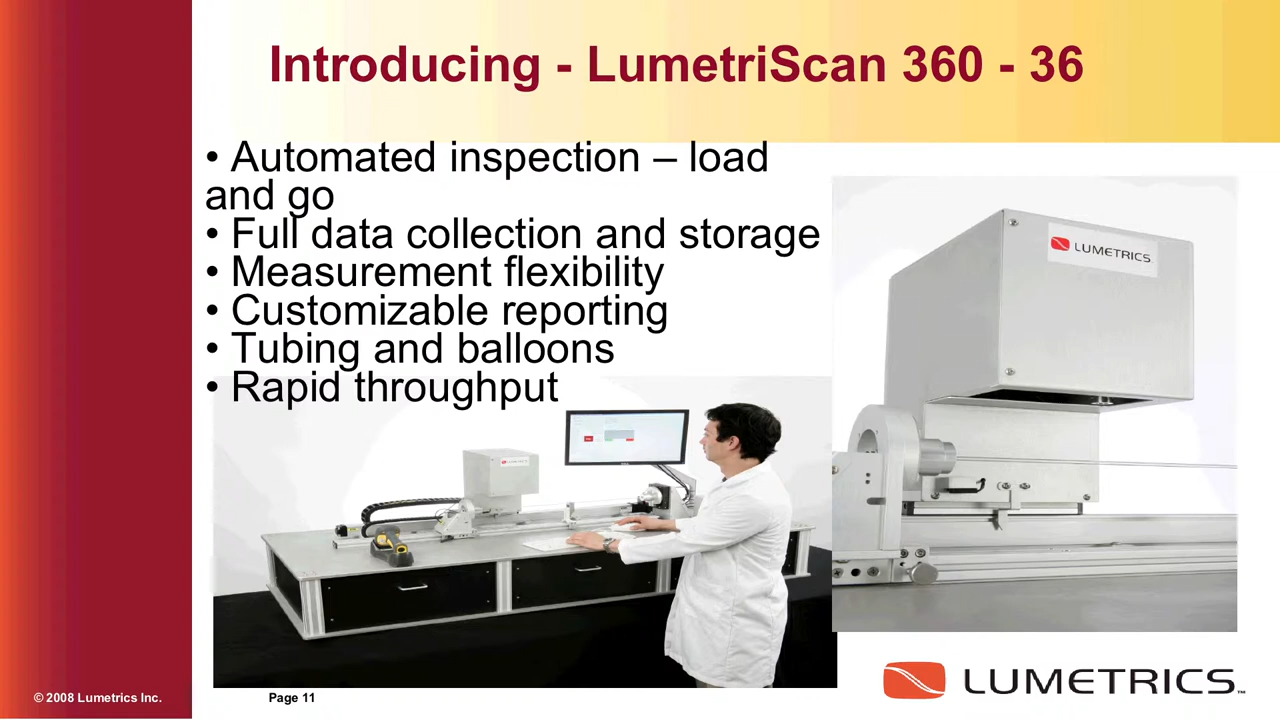 Introducing - LumetriScan 360 - 36
• Automated inspection – load
and go
• Full data collection and storage
• Measurement flexibility
• Customizable reporting
• Tubing and balloons
• Rapid throughput
LUMETRICS
LUMETRICS
LUMETRICS™
© 2008 Lumetrics Inc.
Page 11